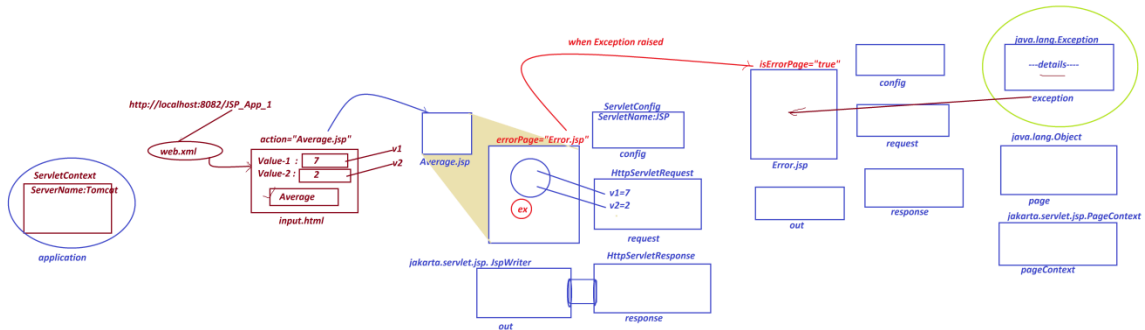 when Exception raised
http://localhost:8082/JSP_App_1
web.xml
action="Average.jsp"
Value-1 : 7
Value-2 : 2
Average
input.html
v1
v2
ServletContext
ServerName:Tomcat
application
Average.jsp
errorPage="Error.jsp"
ex
ServletConfig
ServletName:JSP
config
HttpServletRequest
v1=7
v2=2
request
jakarta.servlet.jsp. JspWriter
out
HttpServletResponse
response
isErrorPage="true"
Error.jsp
out
config
request
response
java.lang.Exception
---details----
exception
java.lang.Object
page
jakarta.servlet.jsp.PageContext
pageContext